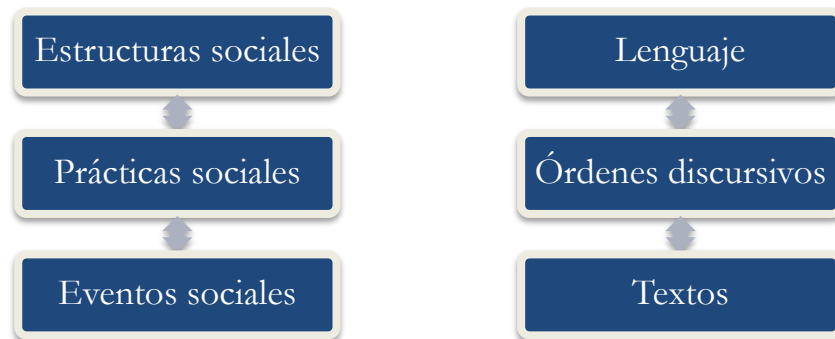 Estructuras sociales
Lenguaje
Prácticas sociales
Órdenes discursivos
Eventos sociales
Textos